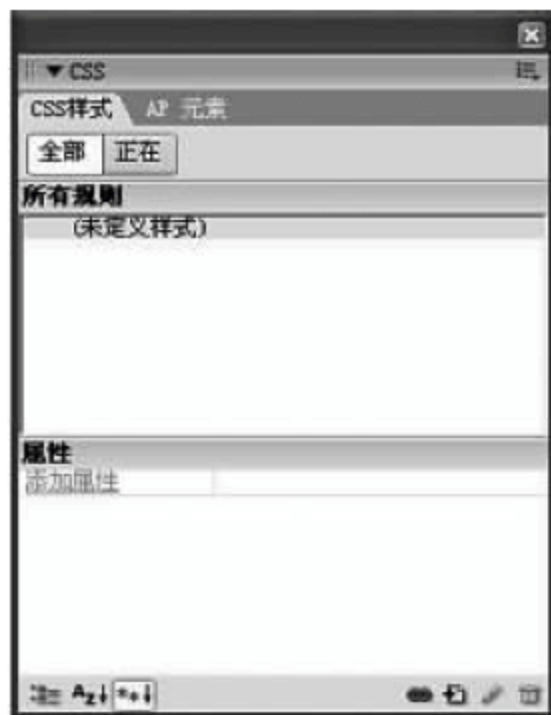 CSS
CSS样式 AP 元素
全部 正在
所有规则
(未定义样式)
属性
添加属性